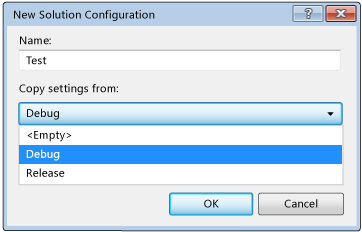 New Solution Configuration
Name:
Test
Copy settings from:
Debug
<Empty>
Debug
Release
OK
Cancel